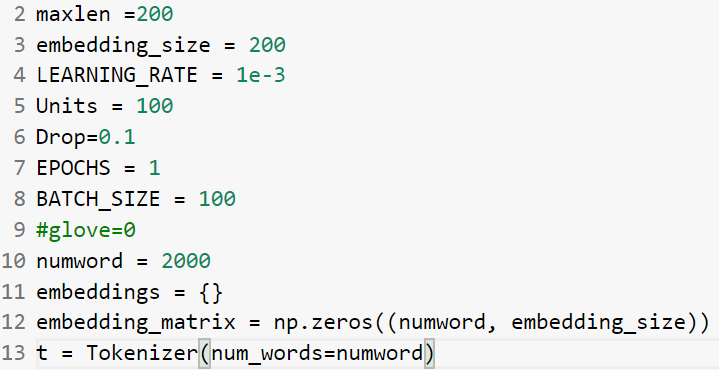 2 maxlen =200
3 embedding_size = 200
4 LEARNING_RATE = 1e-3
5 Units = 100
6 Drop=0.1
7 EPOCHS = 1
8 BATCH_SIZE = 100
9 #glove=0
10 numword = 2000
11 embeddings = {}
12 embedding_matrix = np.zeros((numword, embedding_size))
13 t = Tokenizer(num_words=numword)